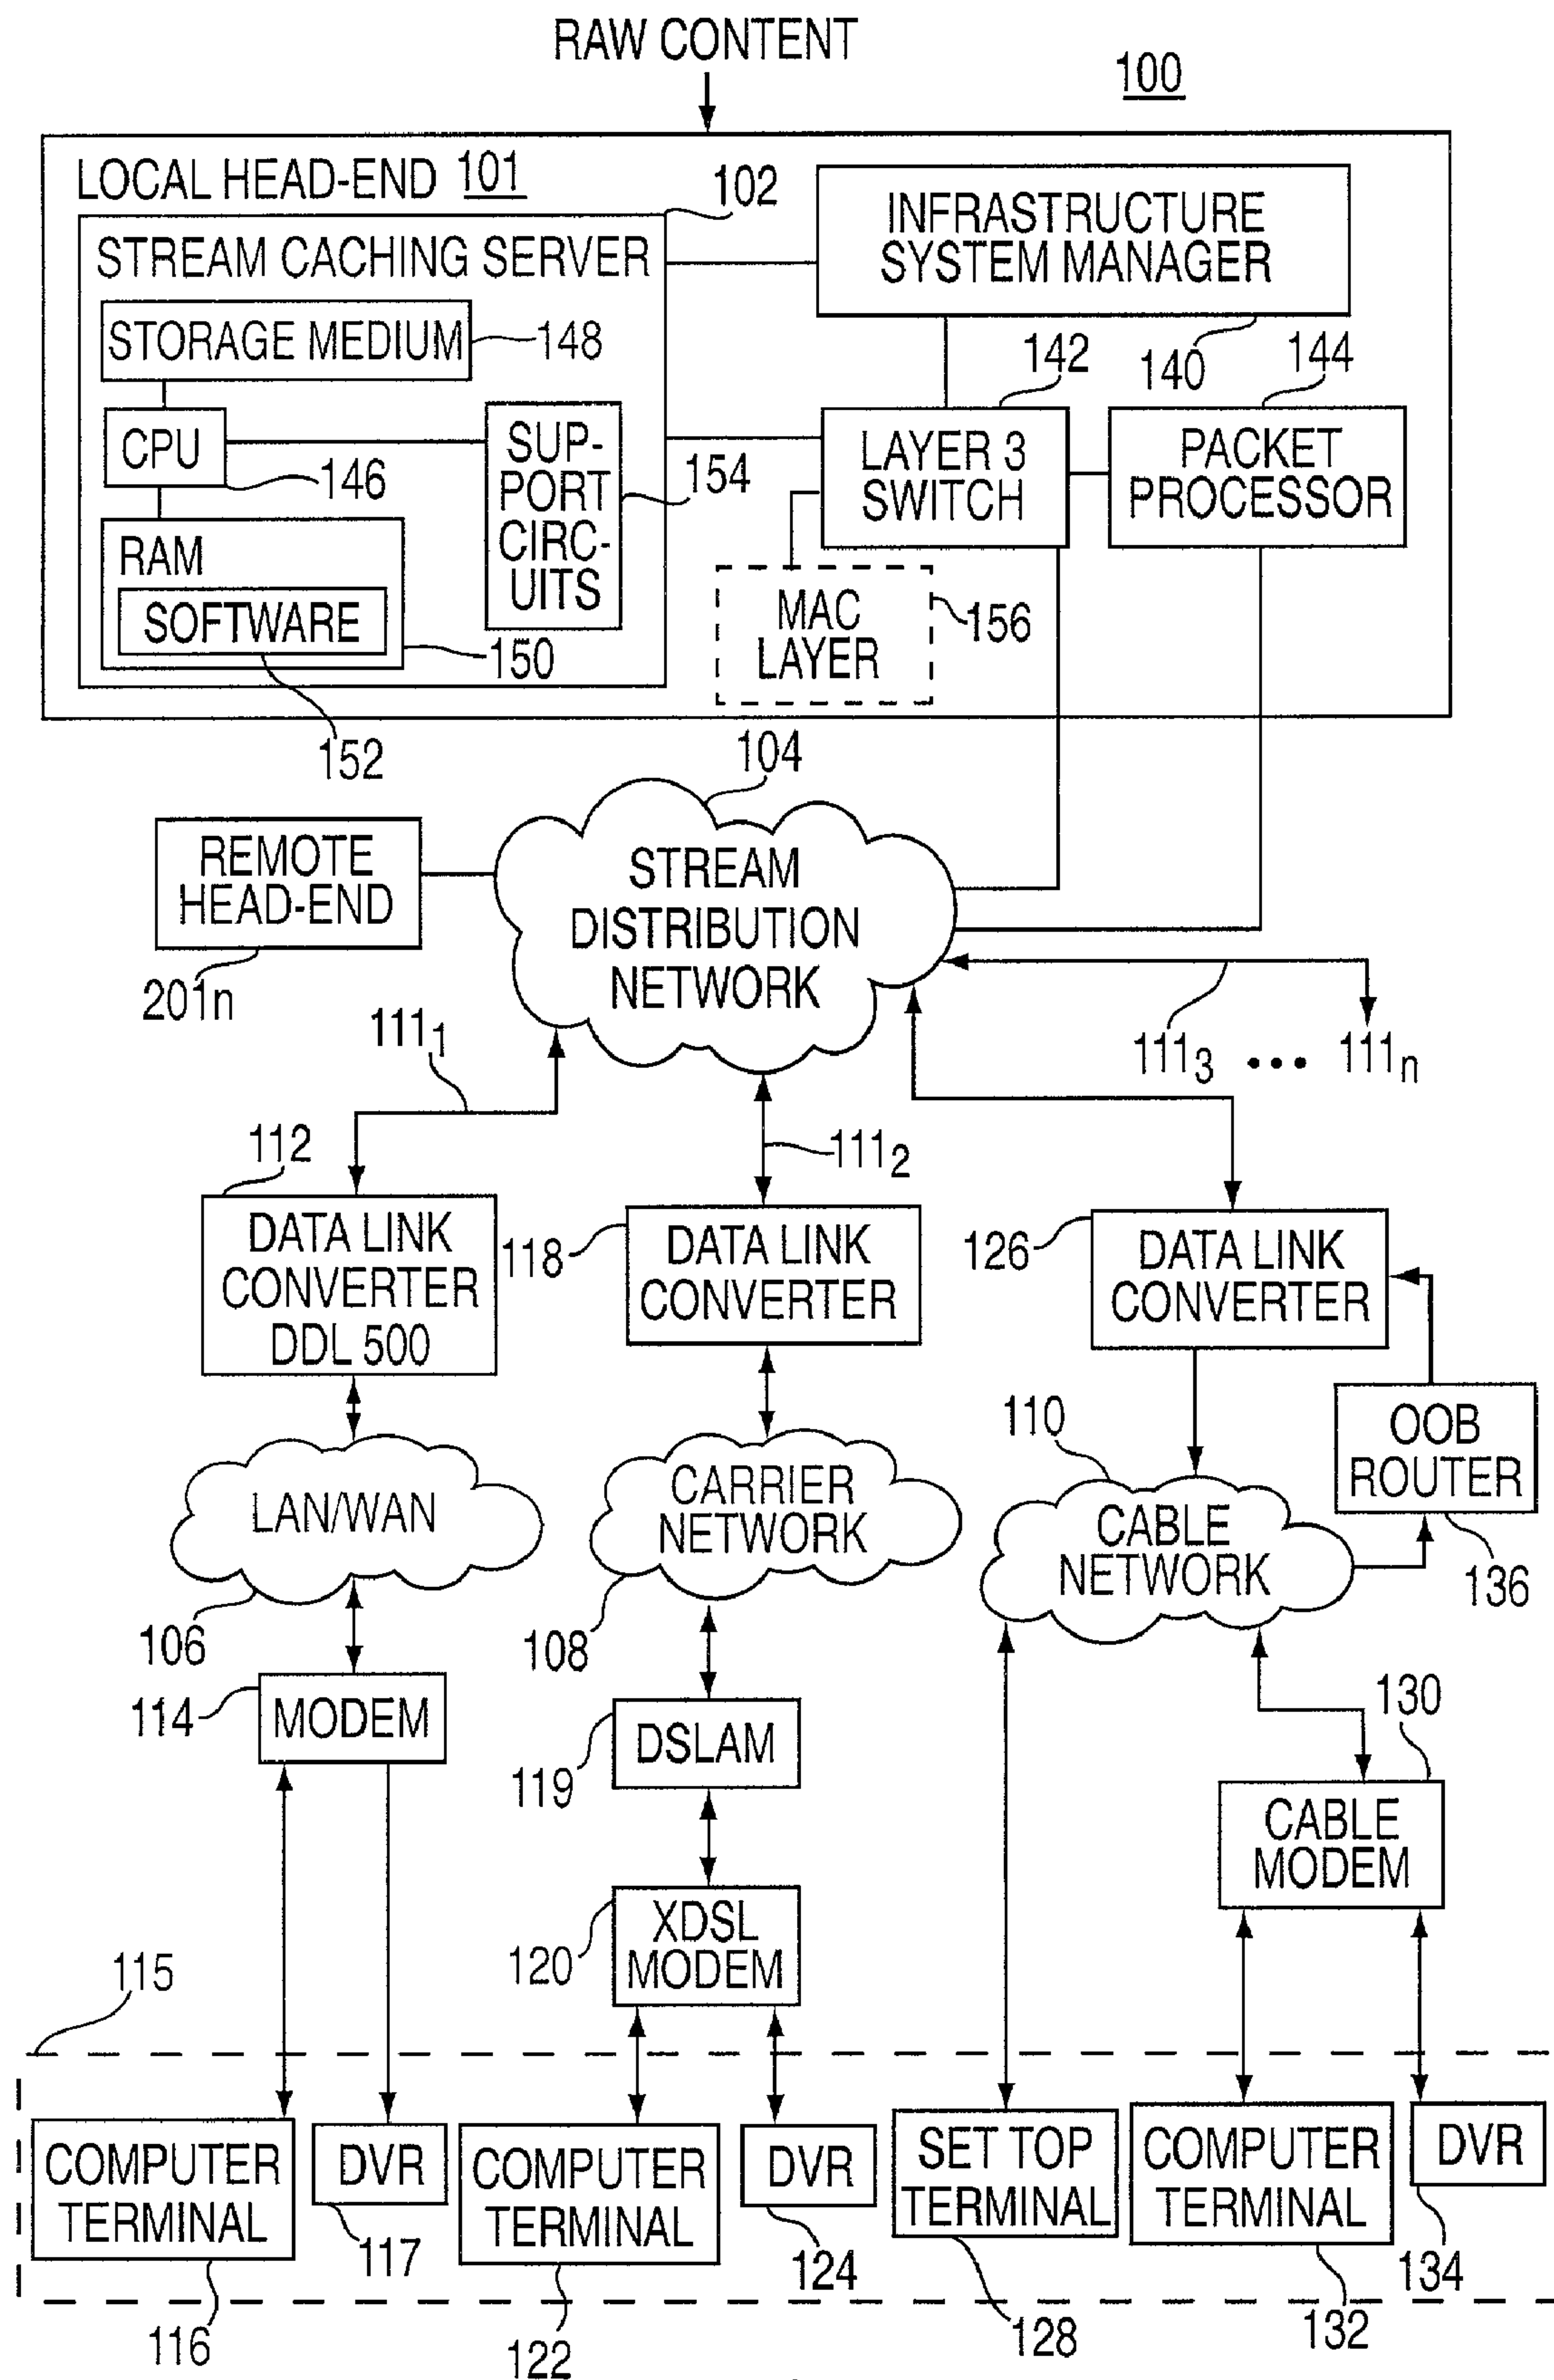 RAW CONTENT
100
LOCAL HEAD-END 101
102
STREAM CACHING SERVER
INFRASTRUCTURE
SYSTEM MANAGER
STORAGE MEDIUM
148
142
140
144
CPU
146
SUP-
PORT
CIRC-
UITS
154
LAYER 3
SWITCH
PACKET
PROCESSOR
RAM
SOFTWARE
150
MAC
LAYER
156
152
104
REMOTE
HEAD-END
201n
STREAM
DISTRIBUTION
NETWORK
111₁
111₃ ••• 111ₙ
112
111₂
DATA LINK
CONVERTER
DDL 500
118
DATA LINK
CONVERTER
126
DATA LINK
CONVERTER
110
OOB
ROUTER
LAN/WAN
CARRIER
NETWORK
CABLE
NETWORK
136
106
108
114
MODEM
DSLAM
119
130
CABLE
MODEM
XDSL
MODEM
120
115
COMPUTER
TERMINAL
DVR
COMPUTER
TERMINAL
DVR
SET TOP
TERMINAL
COMPUTER
TERMINAL
DVR
116
117
122
124
128
132
134